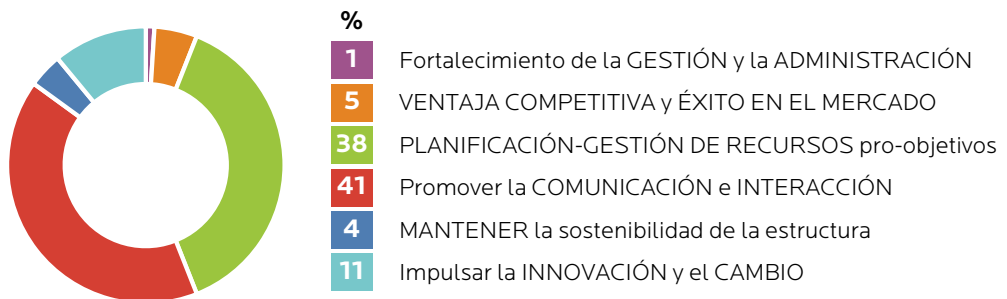 %
1 Fortalecimiento de la GESTIÓN y la ADMINISTRACIÓN
5 VENTAJA COMPETITIVA y ÉXITO EN EL MERCADO
38 PLANIFICACIÓN-GESTIÓN DE RECURSOS pro-objetivos
41 Promover la COMUNICACIÓN e INTERACCIÓN
4 MANTENER la sostenibilidad de la estructura
11 Impulsar la INNOVACIÓN y el CAMBIO